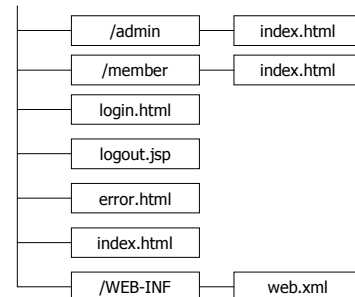 /admin index.html
/member index.html
login.html
logout.jsp
error.html
index.html
/WEB-INF web.xml